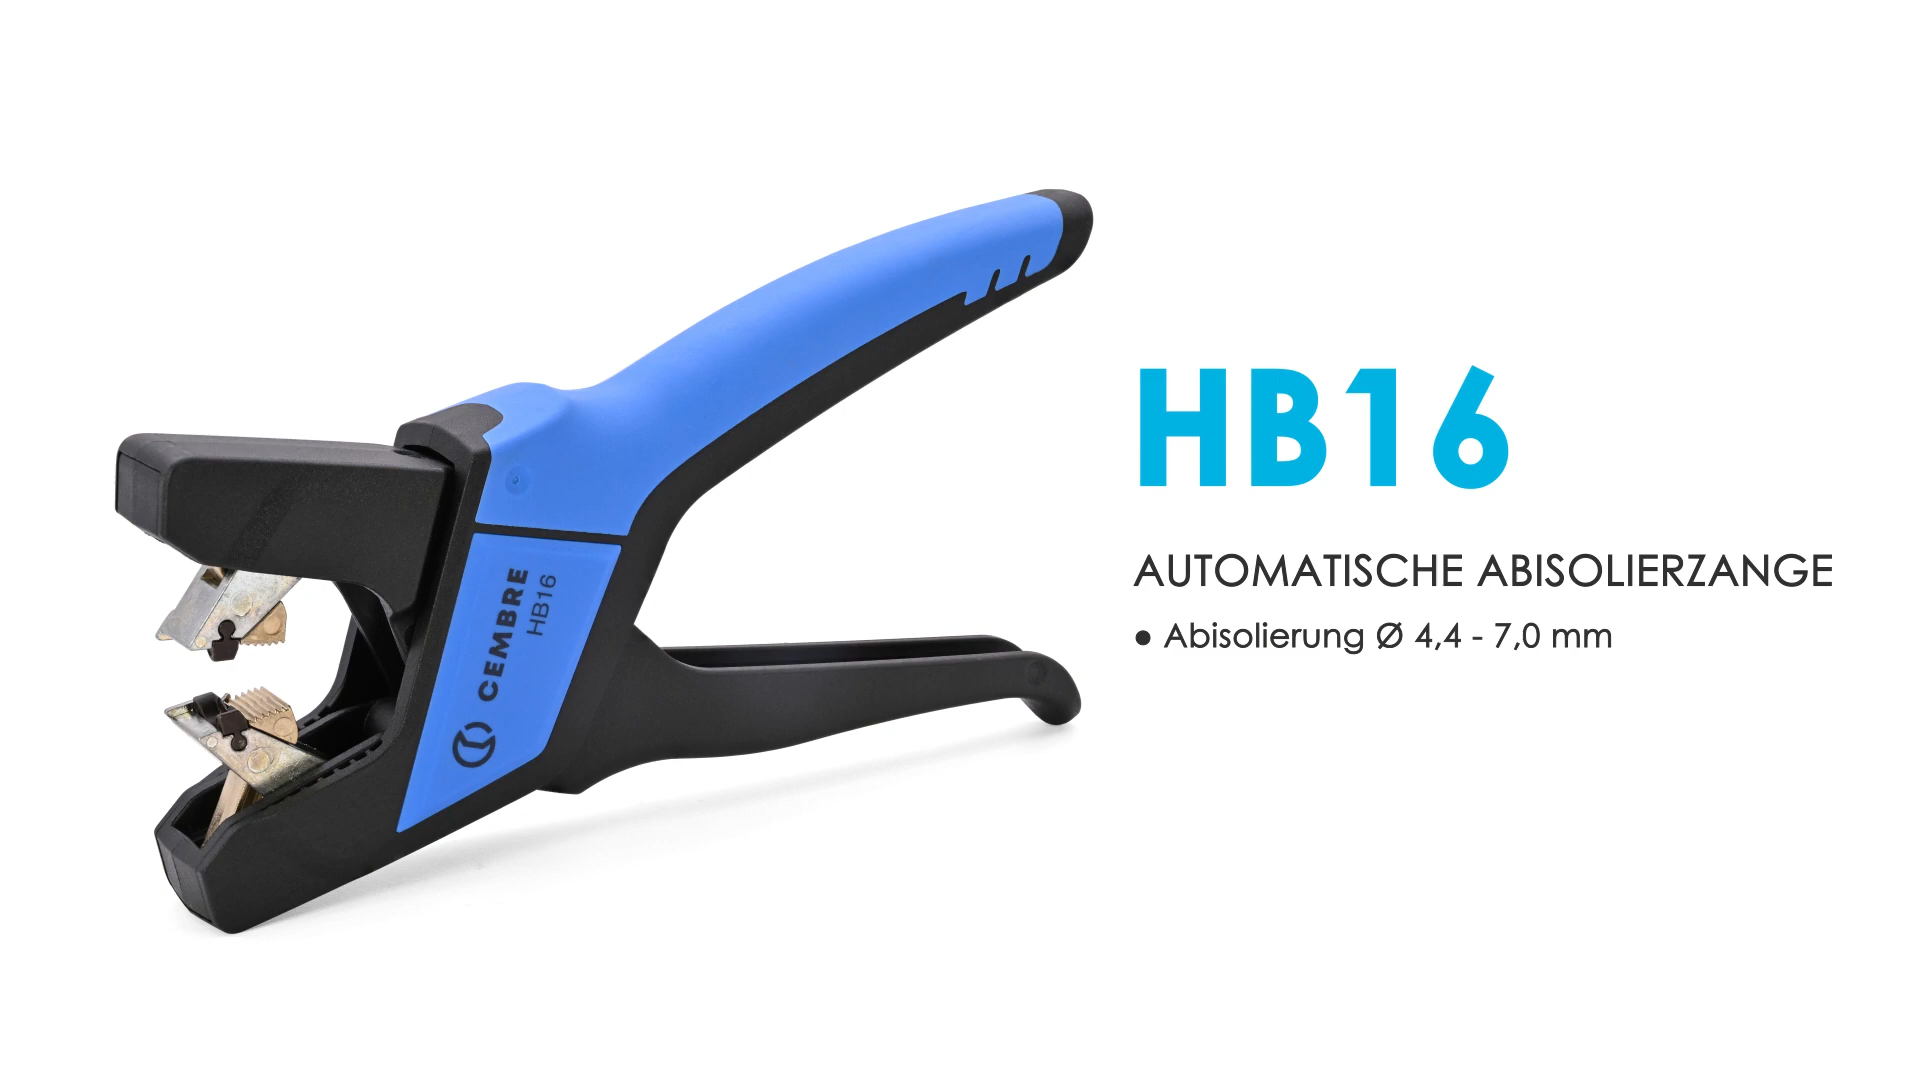 CEMBRE
HB16
HB16
AUTOMATISCHE ABISOLIERZANGE
● Abisolierung Ø 4,4 - 7,0 mm